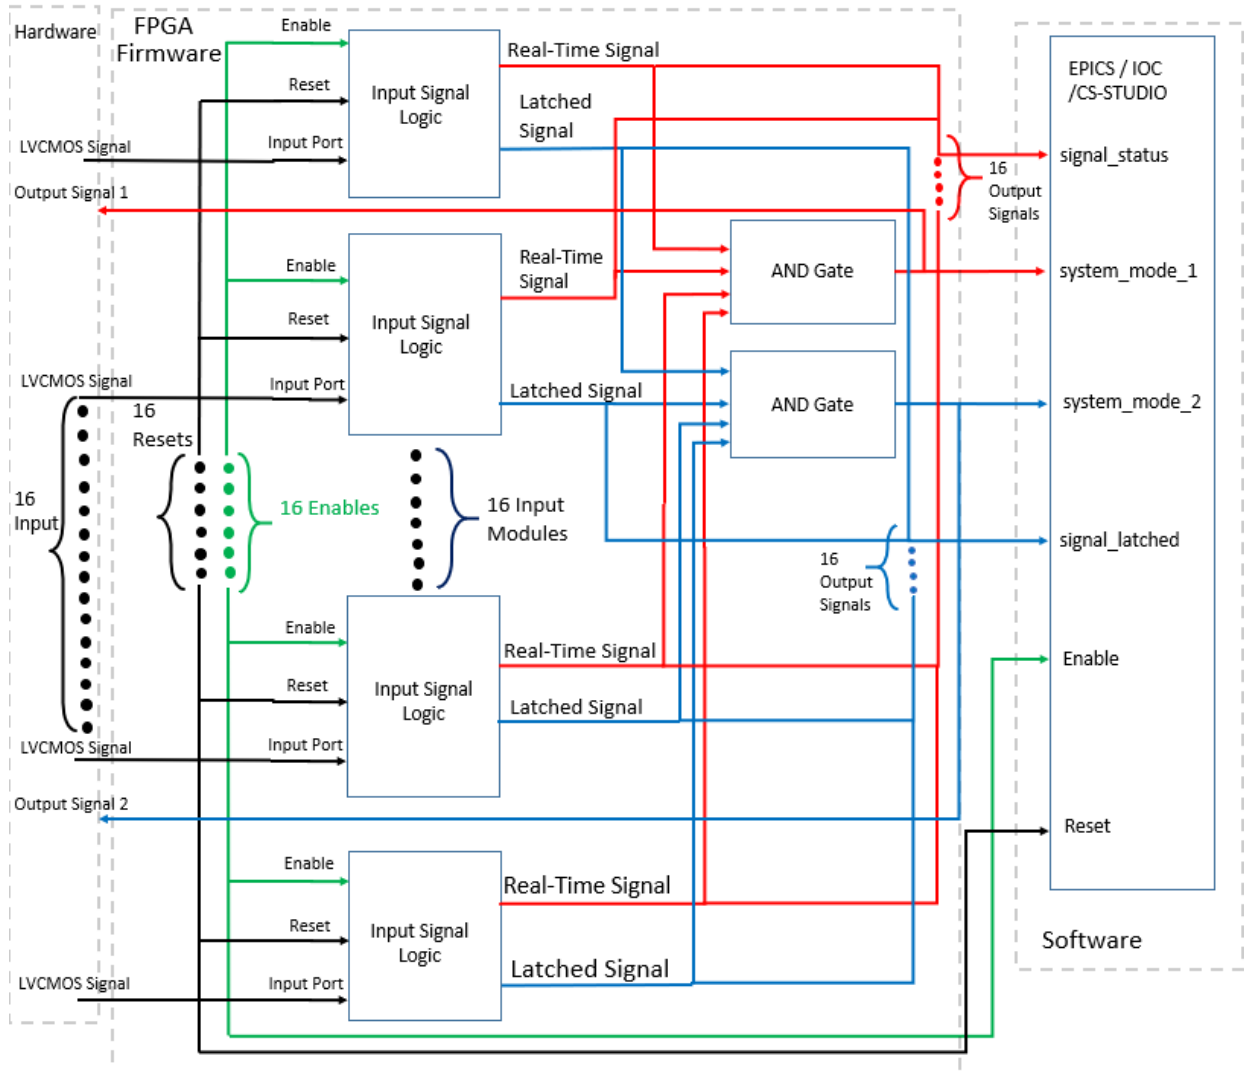 Hardware
FPGA
Firmware
Enable
Reset
LVCMOS Signal
Input Port
Input Signal
Logic
Real-Time Signal
Latched
Signal
Output Signal 1
EPICS / IOC
/CS-STUDIO
signal_status
16
Output
Signals
Enable
Reset
LVCMOS Signal
Input Port
Input Signal
Logic
Real-Time
Signal
Latched Signal
AND Gate
system_mode_1
AND Gate
system_mode_2
16
Resets
16
Input
16 Enables
16 Input
Modules
16
Output
Signals
signal_latched
Enable
Reset
LVCMOS Signal
Input Port
Input Signal
Logic
Real-Time Signal
Latched Signal
Enable
Output Signal 2
Reset
Enable
Reset
LVCMOS Signal
Input Port
Input Signal
Logic
Real-Time Signal
Latched Signal
Software